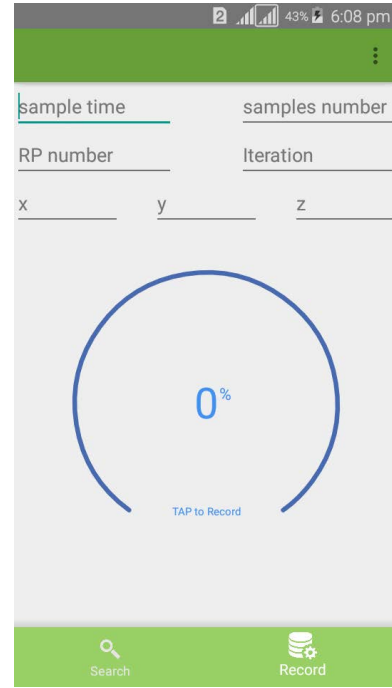 2 43% 6:08 pm
sample time samples number
RP number Iteration
x y z
0%
TAP to Record
Search Record